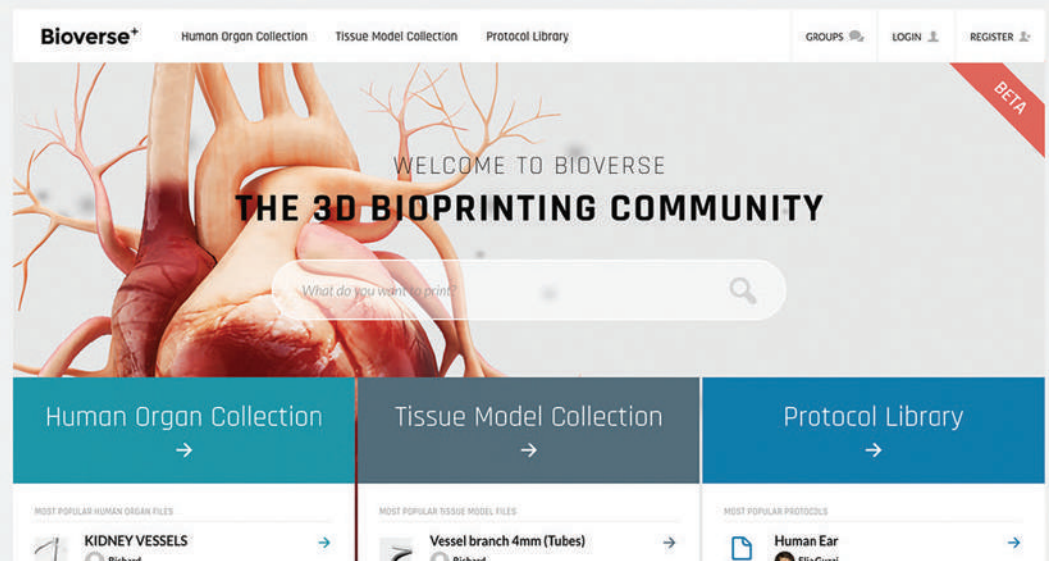 Bioverse+ Human Organ Collection Tissue Model Collection Protocol Library GROUPS LOGIN REGISTER
BETA
WELCOME TO BIOVERSE
THE 3D BIOPRINTING COMMUNITY
What do you want to print?
Human Organ Collection
Tissue Model Collection
Protocol Library
MOST POPULAR HUMAN ORGAN FILES
KIDNEY VESSELS
Richard
MOST POPULAR TISSUE MODEL FILES
Vessel branch 4mm (Tubes)
Richard
MOST POPULAR PROTOCOLS
Human Ear
EliaGuzzi